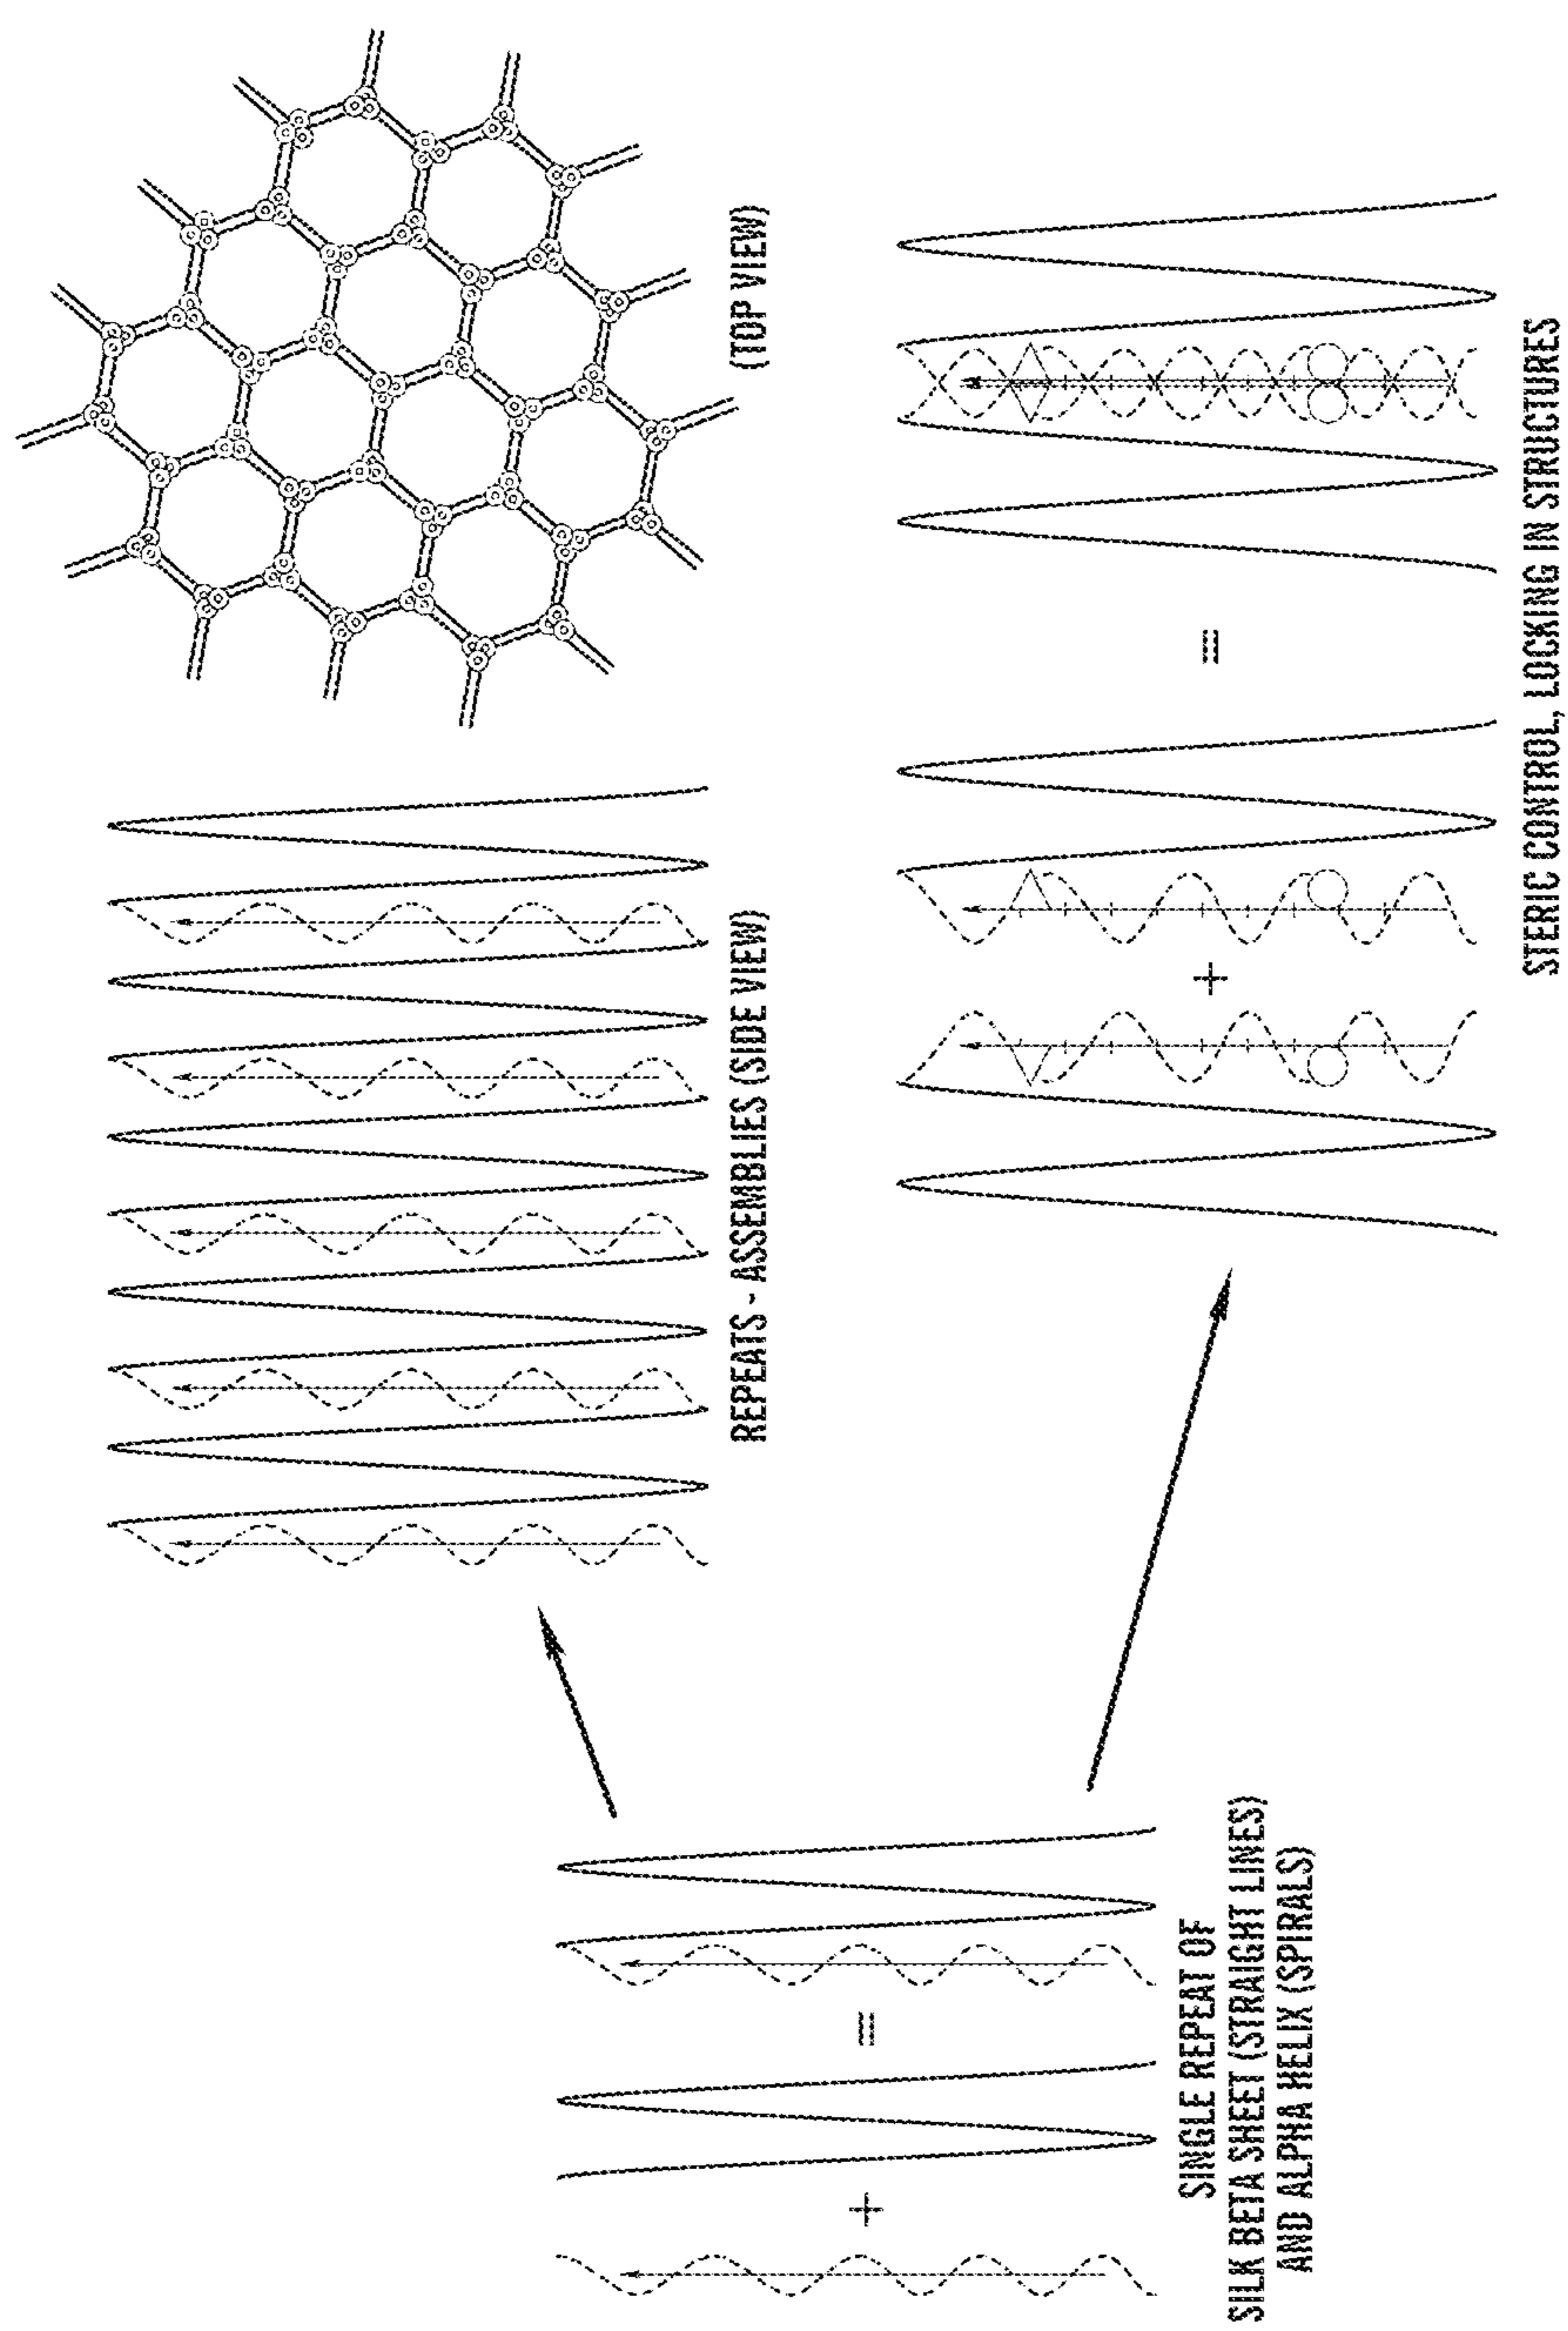 SINGLE REPEAT OF
SILK BETA SHEET (STRAIGHT LINES)
AND ALPHA HELIX (SPIRALS)
REPEATS - ASSEMBLIES (SIDE VIEW)
(TOP VIEW)
STERIC CONTROL, LOCKING IN STRUCTURES